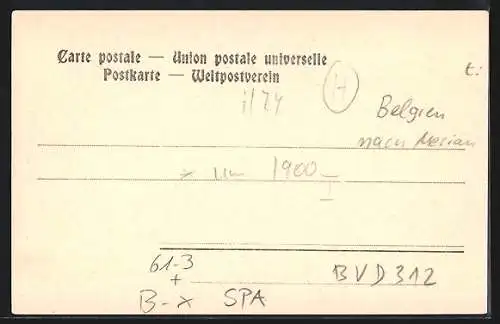 Carte postale — Union postale universelle
Postkarte — Weltpostverein
H
t:
Belgien
nach Merian
um 1900
I
61-3
+
BVD312
B-x SPA